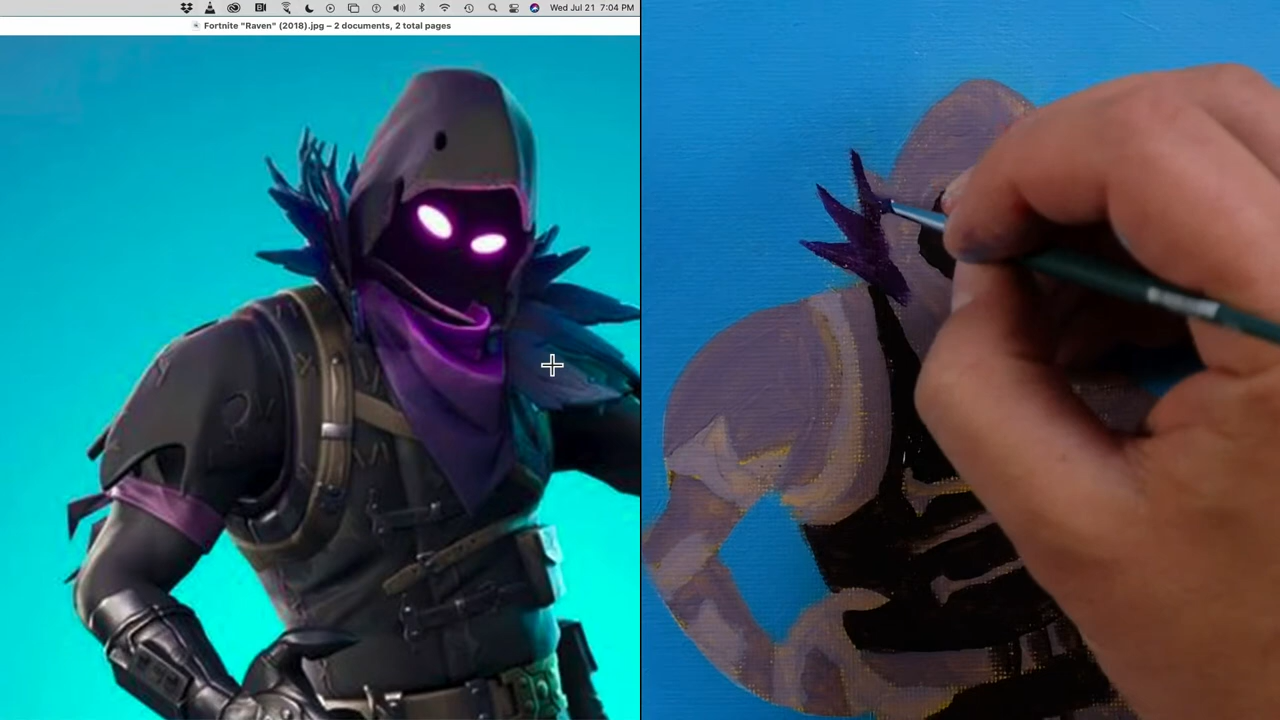 Wed Jul 21 7:04 PM
Fortnite "Raven" (2018).jpg – 2 documents, 2 total pages